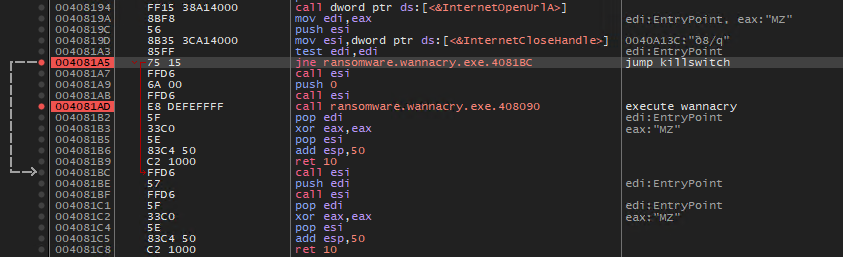 00408194 FF15 38A14000 call dword ptr ds:[<&InternetOpenUrlA>]
0040819A 8BF8 mov edi,eax edi:EntryPoint, eax:"MZ"
0040819C 56 push esi
0040819D 8B35 3CA14000 mov esi,dword ptr ds:[<&InternetCloseHandle>] 0040A13C:"ð8/q"
004081A3 85FF test edi,edi edi:EntryPoint
004081A5 75 15 jne ransomware.wannacry.exe.4081BC jump killswitch
004081A7 FFD6 call esi
004081A9 6A 00 push 0
004081AB FFD6 call esi
004081AD E8 DEFEFFFF call ransomware.wannacry.exe.408090 execute wannacry
004081B2 5F pop edi edi:EntryPoint
004081B3 33C0 xor eax,eax eax:"MZ"
004081B5 5E pop esi
004081B6 83C4 50 add esp,50
004081B9 C2 1000 ret 10
004081BC FFD6 call esi
004081BE 57 push edi edi:EntryPoint
004081BF FFD6 call esi
004081C1 5F pop edi edi:EntryPoint
004081C2 33C0 xor eax,eax eax:"MZ"
004081C4 5E pop esi
004081C5 83C4 50 add esp,50
004081C8 C2 1000 ret 10